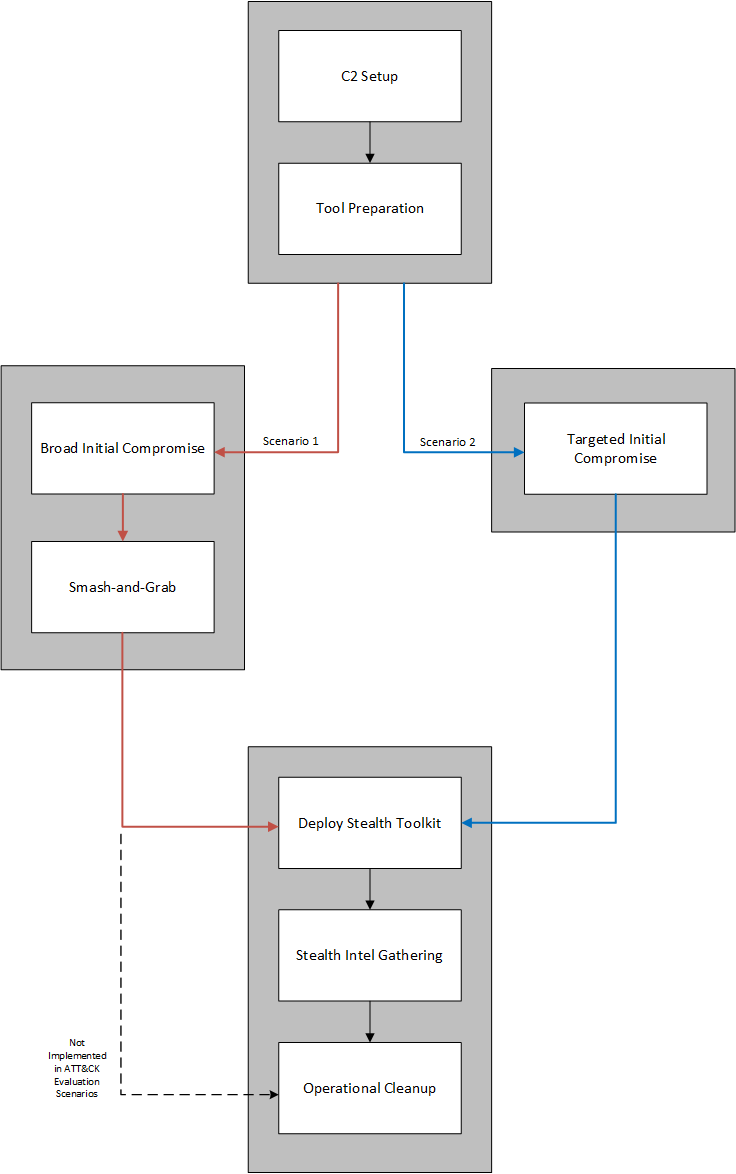 C2 Setup
Tool Preparation
Scenario 1
Scenario 2
Broad Initial Compromise
Targeted Initial
Compromise
Smash-and-Grab
Deploy Stealth Toolkit
Stealth Intel Gathering
Not
Implemented
in ATT&CK
Evaluation
Scenarios
Operational Cleanup